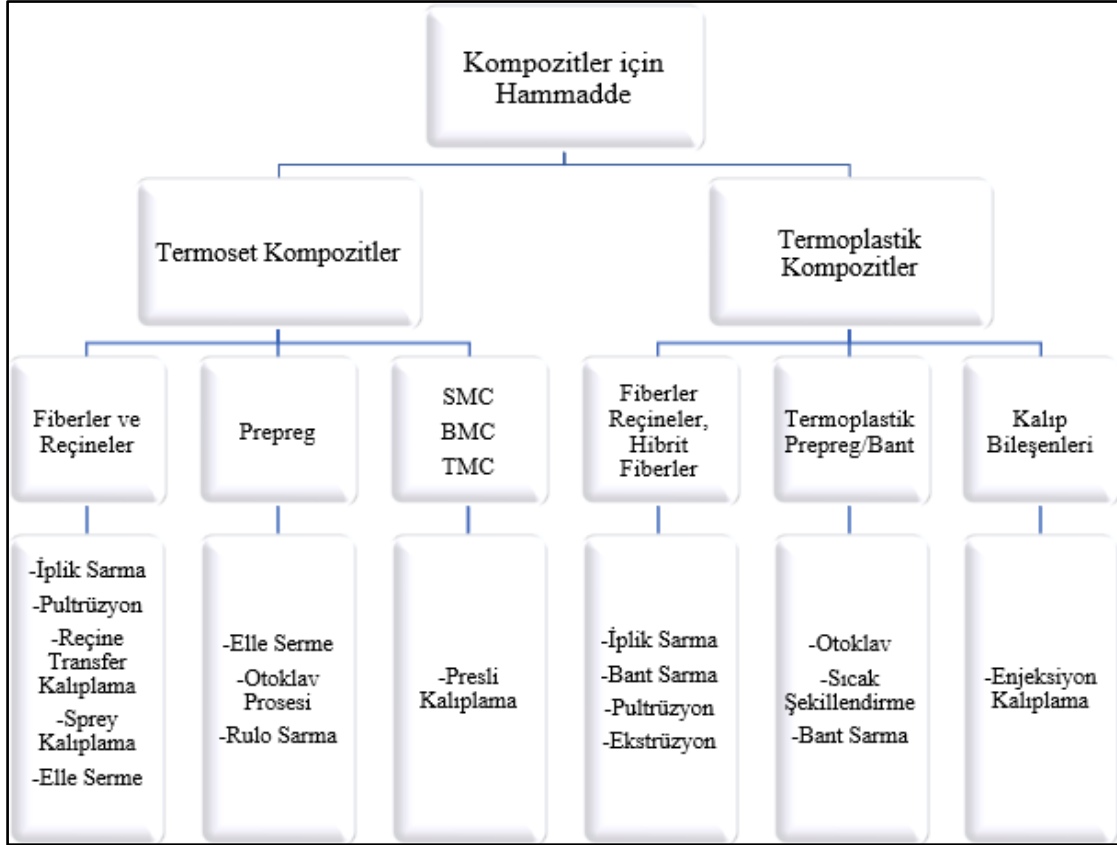 Kompozitler için
Hammadde
Termoset Kompozitler
Termoplastik
Kompozitler
Fiberler ve
Reçineler
Prepreg
SMC
BMC
TMC
Fiberler
Reçineler,
Hibrit
Fiberler
Termoplastik
Prepreg/Bant
Kalıp
Bileşenleri
-İplik Sarma
-Pultrüzyon
-Reçine
Transfer
Kalıplama
-Sprey
Kalıplama
-Elle Serme
-Elle Serme
-Otoklav
Prosesi
-Rulo Sarma
-Presli
Kalıplama
-İplik Sarma
-Bant Sarma
-Pultrüzyon
-Ekstrüzyon
-Otoklav
-Sıcak
Şekillendirme
-Bant Sarma
-Enjeksiyon
Kalıplama